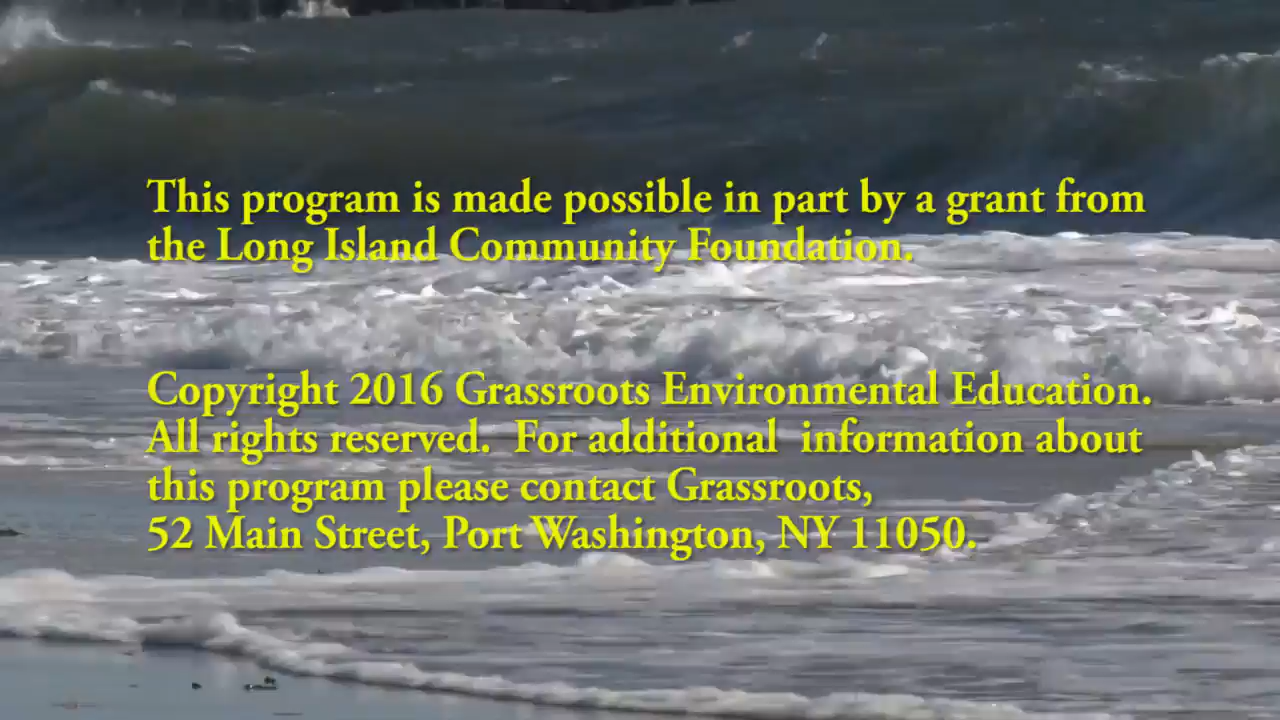 This program is made possible in part by a grant from
the Long Island Community Foundation.
Copyright 2016 Grassroots Environmental Education.
All rights reserved.  For additional  information about
this program please contact Grassroots,
52 Main Street, Port Washington, NY 11050.